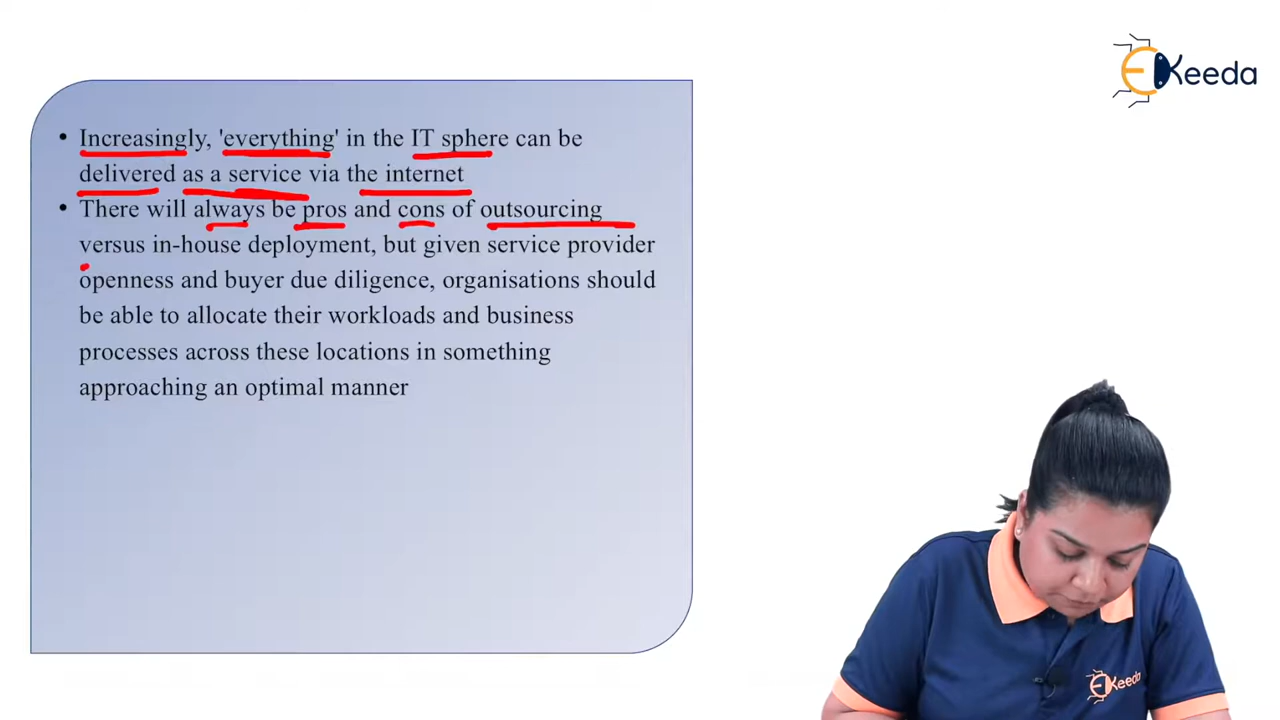 EKeeda
• Increasingly, 'everything' in the IT sphere can be
delivered as a service via the internet
• There will always be pros and cons of outsourcing
versus in-house deployment, but given service provider
openness and buyer due diligence, organisations should
be able to allocate their workloads and business
processes across these locations in something
approaching an optimal manner
EKeeda